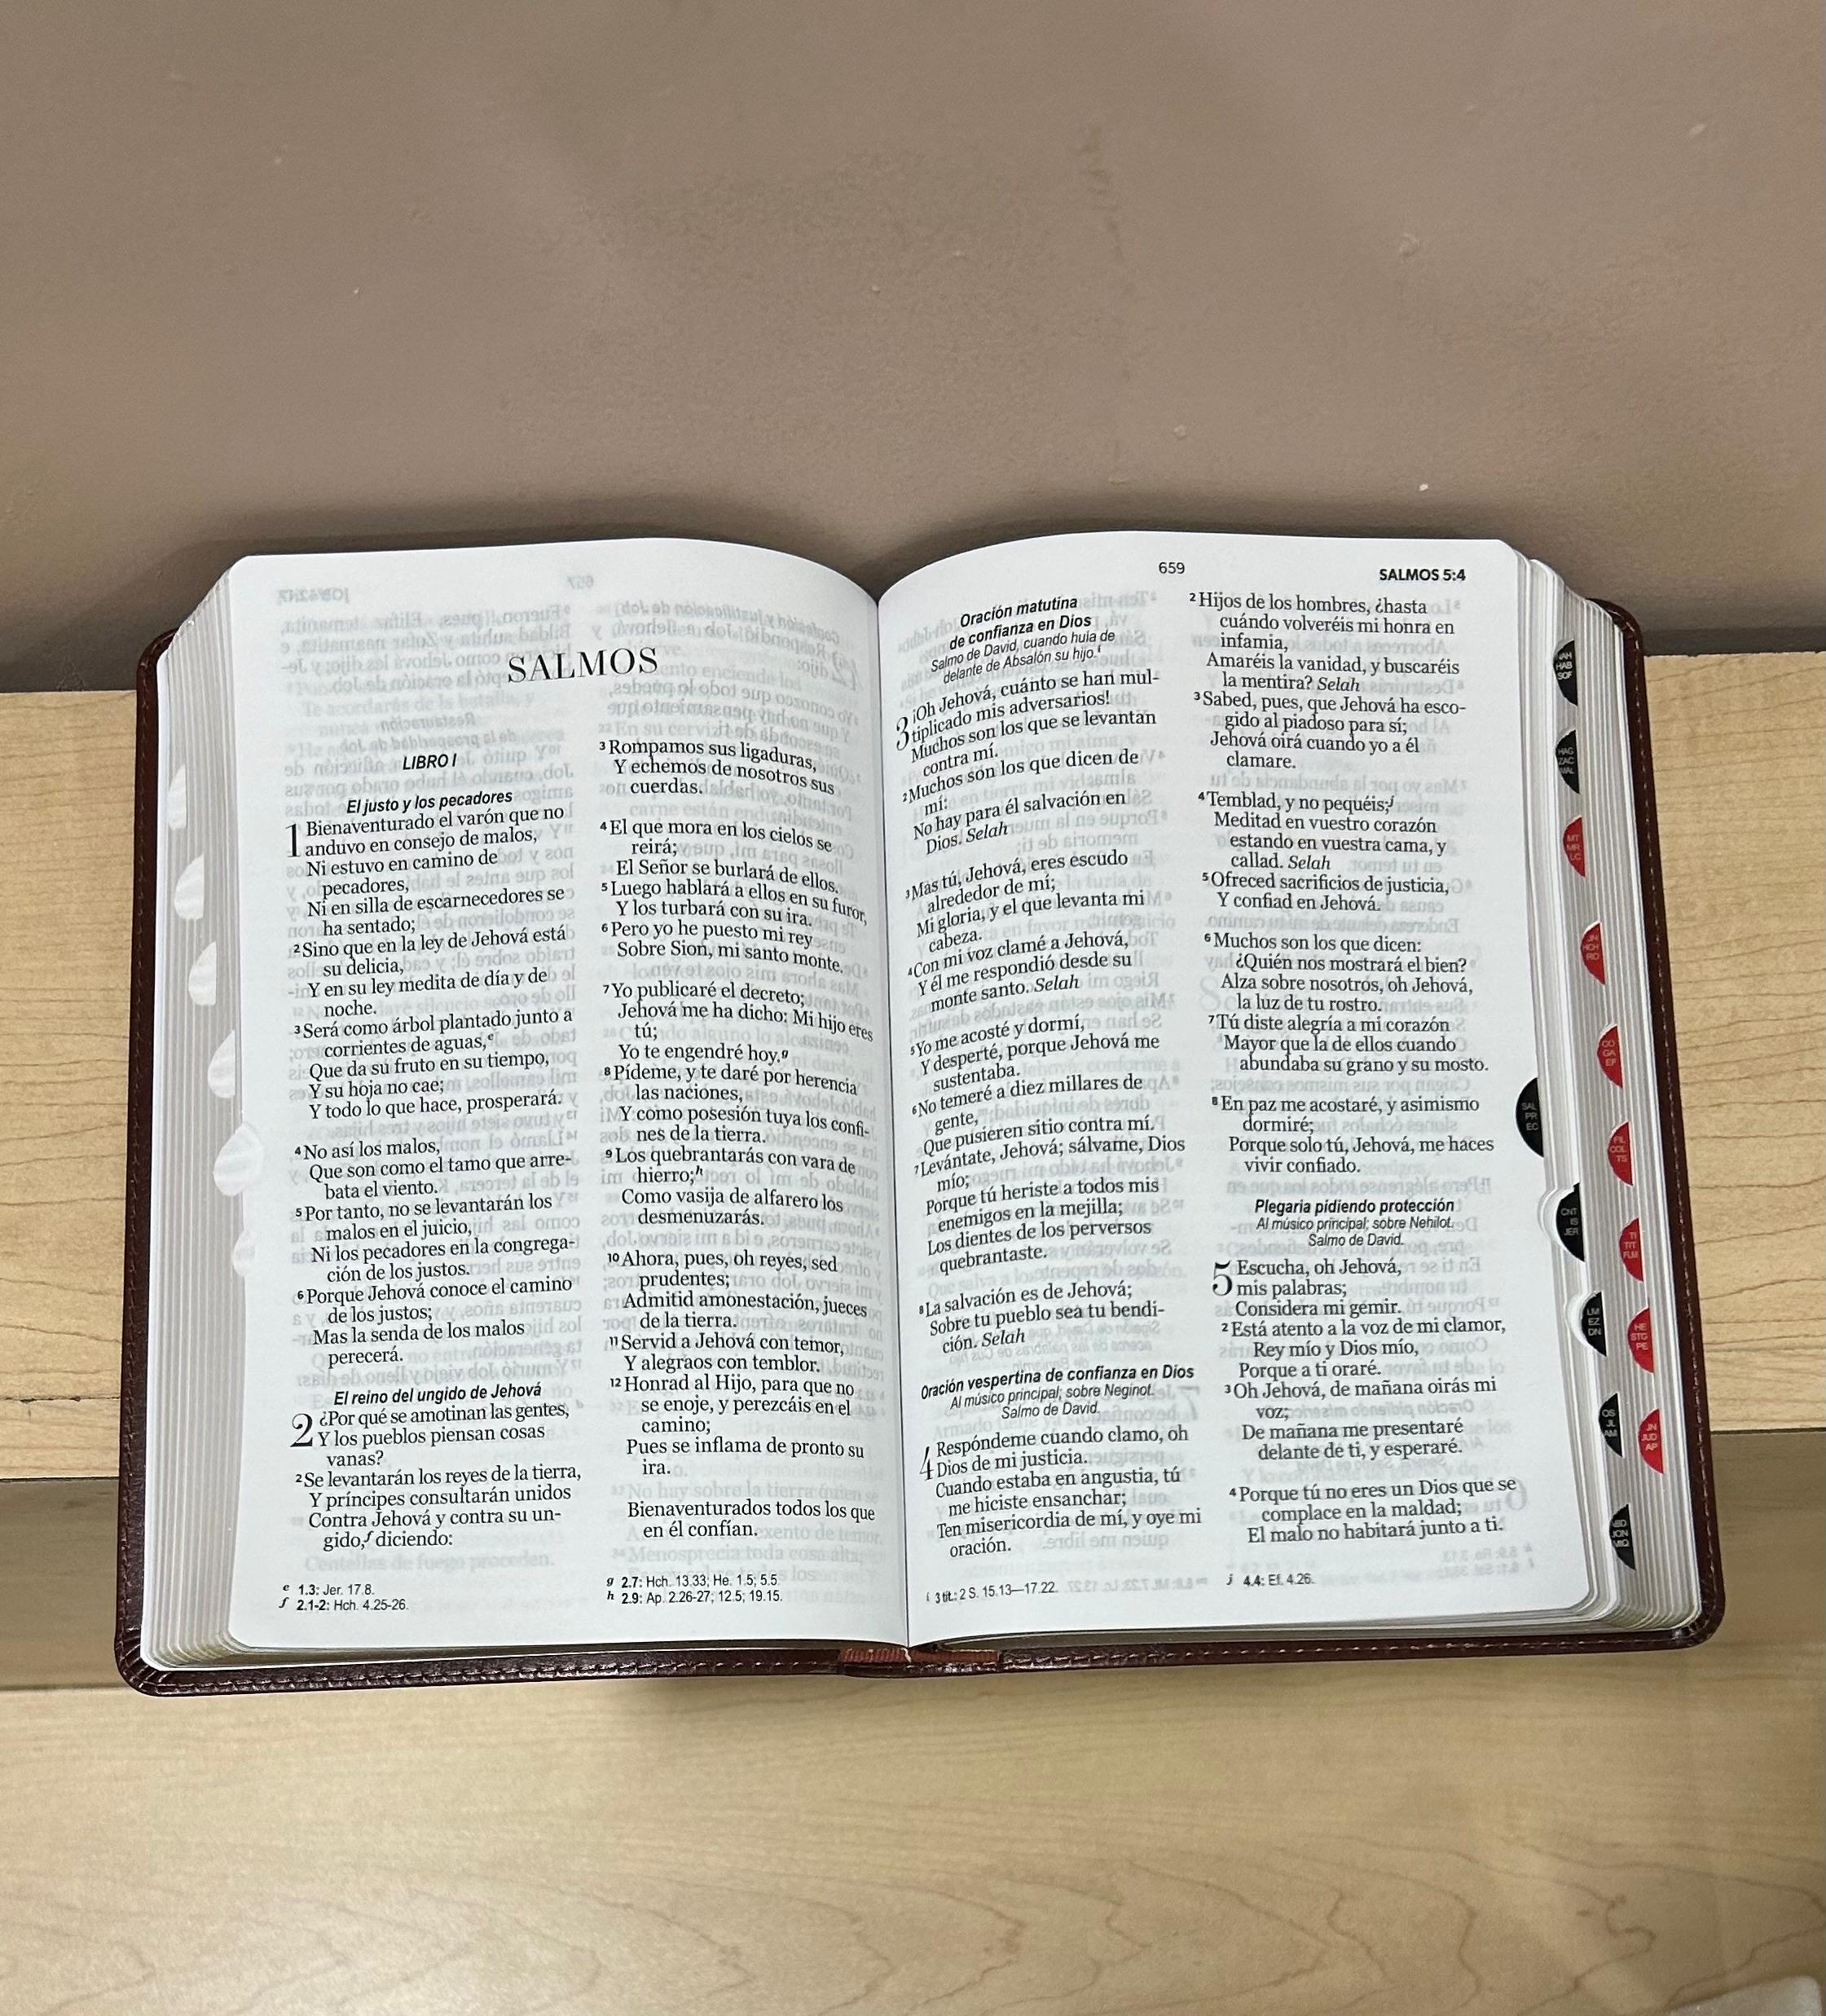 SALMOS
LIBRO I
El justo y los pecadores
1 Bienaventurado el varón que no
anduvo en consejo de malos,
Ni estuvo en camino de
pecadores,
Ni en silla de escarnecedores se
ha sentado;
2 Sino que en la ley de Jehová está
su delicia,
Y en su ley medita de día y de
noche.
3 Será como árbol plantado junto a
corrientes de aguas,e
Que da su fruto en su tiempo,
Y su hoja no cae;
Y todo lo que hace, prosperará.
4 No así los malos,
Que son como el tamo que arre-
bata el viento.
5 Por tanto, no se levantarán los
malos en el juicio,
Ni los pecadores en la congrega-
ción de los justos.
6 Porque Jehová conoce el camino
de los justos;
Mas la senda de los malos
perecerá.
El reino del ungido de Jehová
2 ¿Por qué se amotinan las gentes,
Y los pueblos piensan cosas
vanas?
2 Se levantarán los reyes de la tierra,
Y príncipes consultarán unidos
Contra Jehová y contra su un-
gido,f diciendo:
e 1.3: Jer. 17.8.
f 2.1-2: Hch. 4.25-26.
3 Rompamos sus ligaduras,
Y echemos de nosotros sus
cuerdas.
4 El que mora en los cielos se
reirá;
El Señor se burlará de ellos.
5 Luego hablará a ellos en su furor,
Y los turbará con su ira.
6 Pero yo he puesto mi rey
Sobre Sion, mi santo monte.
7 Yo publicaré el decreto;
Jehová me ha dicho: Mi hijo eres
tú;
Yo te engendré hoy.g
8 Pídeme, y te daré por herencia
las naciones,
Y como posesión tuya los confi-
nes de la tierra.
9 Los quebrantarás con vara de
hierro;h
Como vasija de alfarero los
desmenuzarás.
10 Ahora, pues, oh reyes, sed
prudentes;
Admitid amonestación, jueces
de la tierra.
11 Servid a Jehová con temor,
Y alegraos con temblor.
12 Honrad al Hijo, para que no
se enoje, y perezcáis en el
camino;
Pues se inflama de pronto su
ira.
Bienaventurados todos los que
en él confían.
g 2.7: Hch. 13.33; He. 1.5; 5.5.
h 2.9: Ap. 2.26-27; 12.5; 19.15.
659
SALMOS 5:4
Oración matutina
de confianza en Dios
Salmo de David, cuando huía de
delante de Absalón su hijo.i
3 ¡Oh Jehová, cuánto se han mul-
tiplicado mis adversarios!
Muchos son los que se levantan
contra mí.
2 Muchos son los que dicen de
mí:
No hay para él salvación en
Dios. Selah
3 Mas tú, Jehová, eres escudo
alrededor de mí;
Mi gloria, y el que levanta mi
cabeza.
4 Con mi voz clamé a Jehová,
Y él me respondió desde su
monte santo. Selah
5 Yo me acosté y dormí,
Y desperté, porque Jehová me
sustentaba.
6 No temeré a diez millares de
gente,
Que pusieren sitio contra mí.
7 Levántate, Jehová; sálvame, Dios
mío;
Porque tú heriste a todos mis
enemigos en la mejilla;
Los dientes de los perversos
quebrantaste.
8 La salvación es de Jehová;
Sobre tu pueblo sea tu bendi-
ción. Selah
Oración vespertina de confianza en Dios
Al músico principal; sobre Neginot.
Salmo de David.
4 Respóndeme cuando clamo, oh
Dios de mi justicia.
Cuando estaba en angustia, tú
me hiciste ensanchar;
Ten misericordia de mí, y oye mi
oración.
i 3 tít.: 2 S. 15.13—17.22.
2 Hijos de los hombres, ¿hasta
cuándo volveréis mi honra en
infamia,
Amaréis la vanidad, y buscaréis
la mentira? Selah
3 Sabed, pues, que Jehová ha esco-
gido al piadoso para sí;
Jehová oirá cuando yo a él
clamare.
4 Temblad, y no pequéis;j
Meditad en vuestro corazón
estando en vuestra cama, y
callad. Selah
5 Ofreced sacrificios de justicia,
Y confiad en Jehová.
6 Muchos son los que dicen:
¿Quién nos mostrará el bien?
Alza sobre nosotros, oh Jehová,
la luz de tu rostro.
7 Tú diste alegría a mi corazón
Mayor que la de ellos cuando
abundaba su grano y su mosto.
8 En paz me acostaré, y asimismo
dormiré;
Porque solo tú, Jehová, me haces
vivir confiado.
Plegaria pidiendo protección
Al músico principal; sobre Nehilot.
Salmo de David.
5 Escucha, oh Jehová,
mis palabras;
Considera mi gemir.
2 Está atento a la voz de mi clamor,
Rey mío y Dios mío,
Porque a ti oraré.
3 Oh Jehová, de mañana oirás mi
voz;
De mañana me presentaré
delante de ti, y esperaré.
4 Porque tú no eres un Dios que se
complace en la maldad;
El malo no habitará junto a ti.
j 4.4: Ef. 4.26.
NAH
HAB
SOF
HAG
ZAC
MAL
MT
MR
LC
JN
HCH
RO
CO
GA
EF
SAL
PR
EC
FIL
COL
TS
CNT
IS
JER
TI
TIT
FLM
LM
EZ
DN
HE
STG
PE
OS
JL
AM
JN
JUD
AP
ABD
JON
MIQ